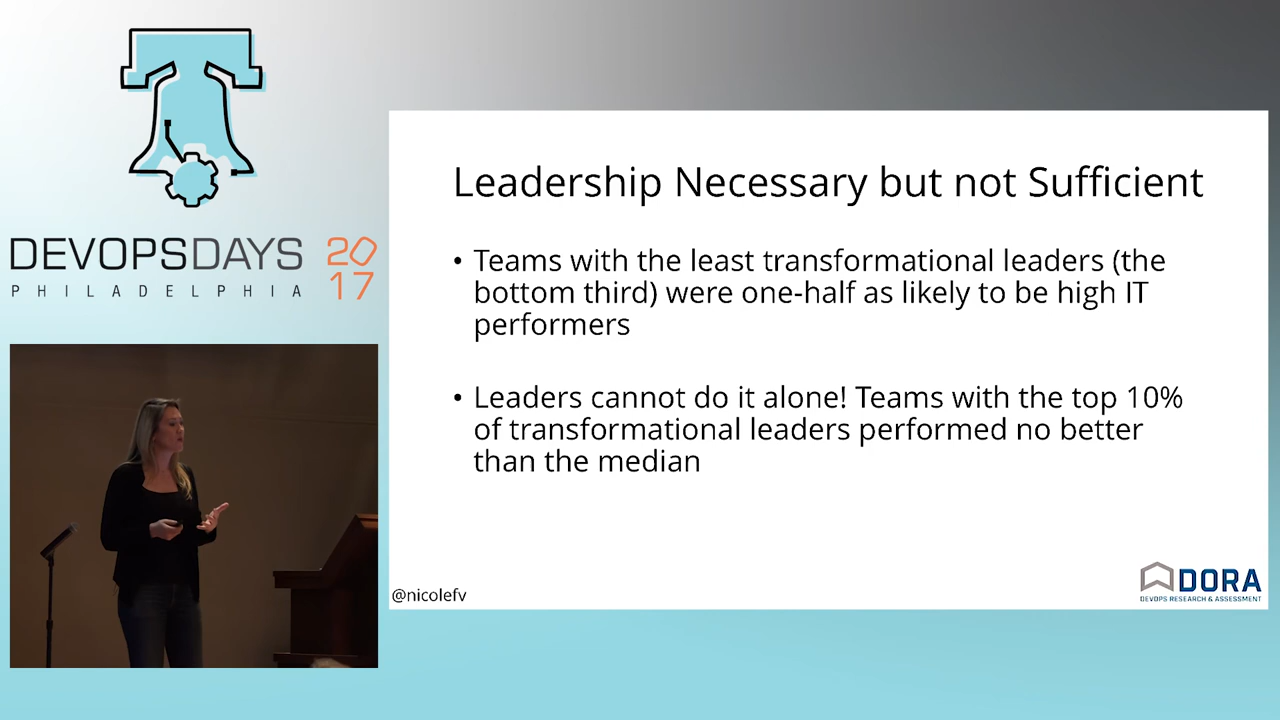 DEVOPSDAYS 2017
PHILADELPHIA
Leadership Necessary but not Sufficient
• Teams with the least transformational leaders (the
bottom third) were one-half as likely to be high IT
performers
• Leaders cannot do it alone! Teams with the top 10%
of transformational leaders performed no better
than the median
@nicolefv
DORA
DEVOPS RESEARCH & ASSESSMENT